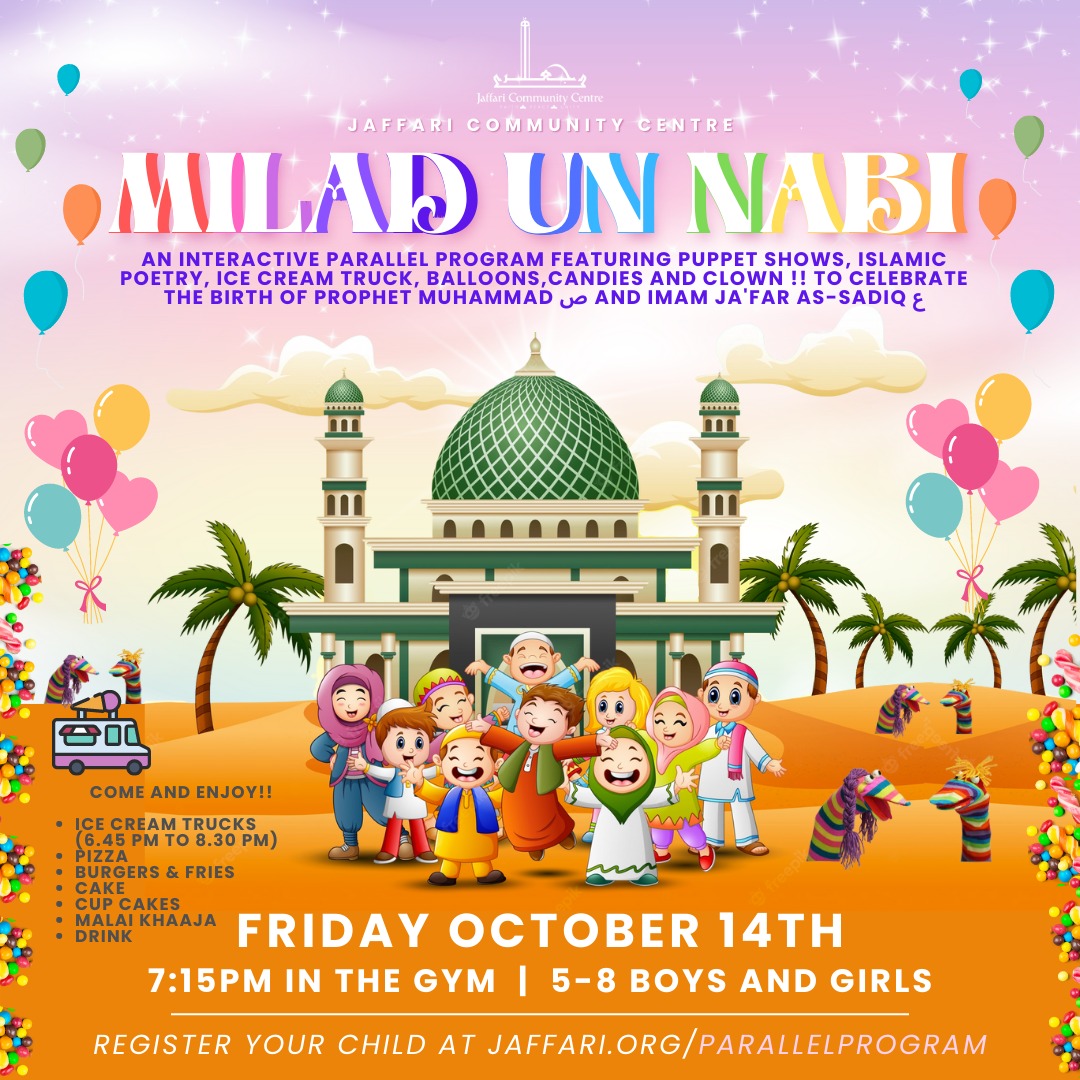 Jaffari Community Centre
JAFFARI COMMUNITY CENTRE
MILAD UN NABI
AN INTERACTIVE PARALLEL PROGRAM FEATURING PUPPET SHOWS, ISLAMIC
POETRY, ICE CREAM TRUCK, BALLOONS,CANDIES AND CLOWN !! TO CELEBRATE
THE BIRTH OF PROPHET MUHAMMAD ص AND IMAM JA'FAR AS-SADIQ ع
COME AND ENJOY!!
• ICE CREAM TRUCKS
(6.45 PM TO 8.30 PM)
• PIZZA
• BURGERS & FRIES
• CAKE
• CUP CAKES
• MALAI KHAAJA
• DRINK
FRIDAY OCTOBER 14TH
7:15PM IN THE GYM | 5-8 BOYS AND GIRLS
REGISTER YOUR CHILD AT JAFFARI.ORG/PARALLELPROGRAM